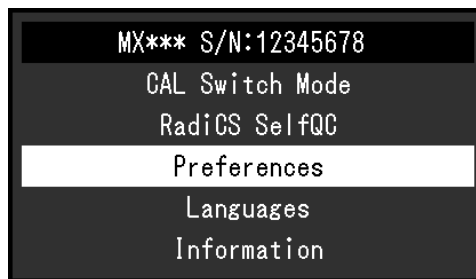 MX*** S/N:12345678
CAL Switch Mode
RadiCS SelfQC
Preferences
Languages
Information